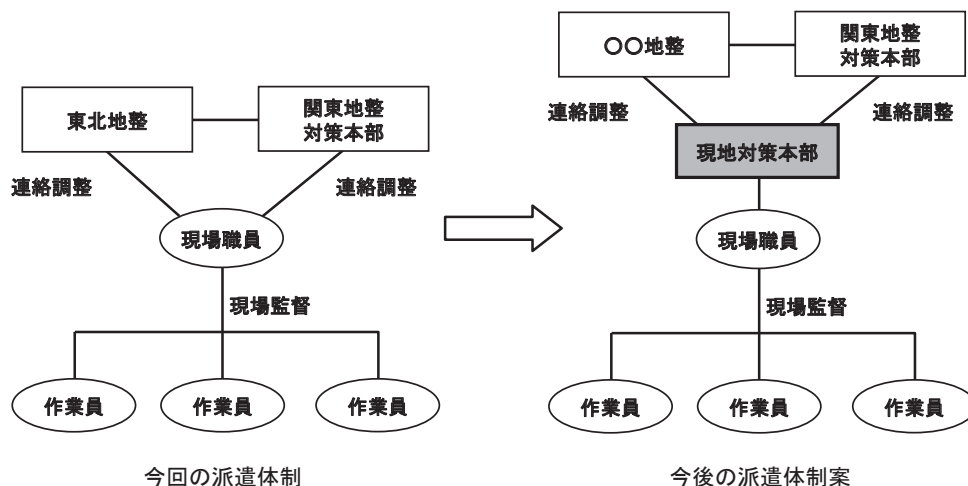 東北地整
関東地整
対策本部
連絡調整
連絡調整
現場職員
現場監督
作業員
作業員
作業員
今回の派遣体制
〇〇地整
関東地整
対策本部
連絡調整
連絡調整
現地対策本部
現場職員
現場監督
作業員
作業員
作業員
今後の派遣体制案